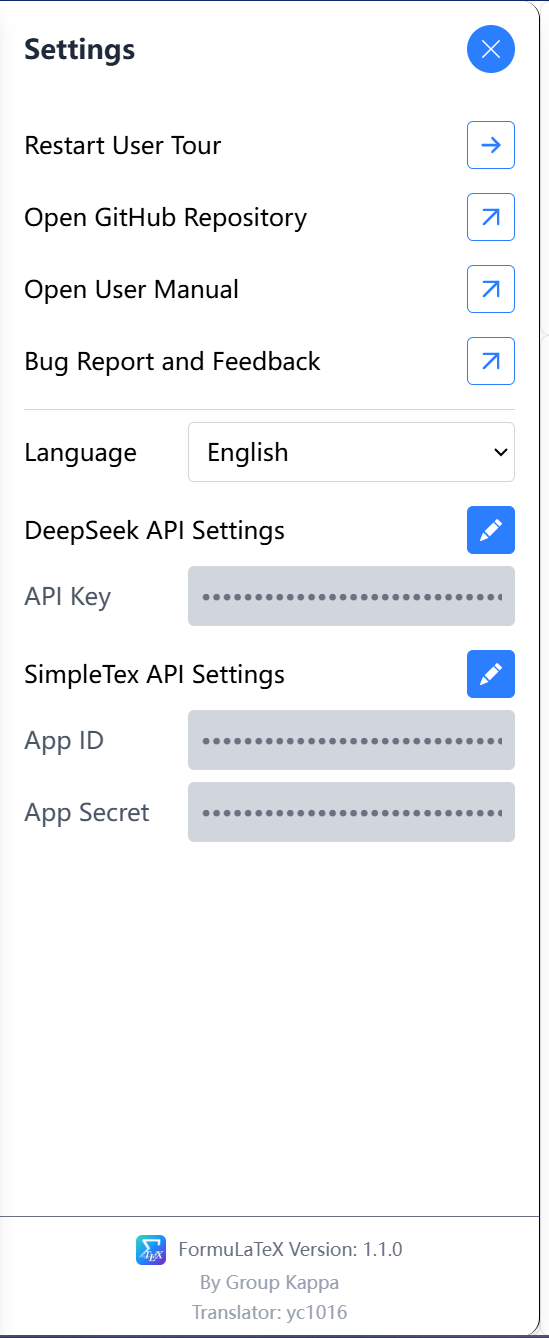 Settings
Restart User Tour
Open GitHub Repository
Open User Manual
Bug Report and Feedback
Language English
DeepSeek API Settings
API Key
SimpleTex API Settings
App ID
App Secret
FormuLaTeX Version: 1.1.0
By Group Kappa
Translator: yc1016